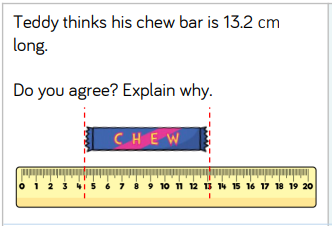 Teddy thinks his chew bar is 13.2 cm
long.
Do you agree? Explain why.
CHEW
0 1 2 3 4 5 6 7 8 9 10 11 12 13 14 15 16 17 18 19 20